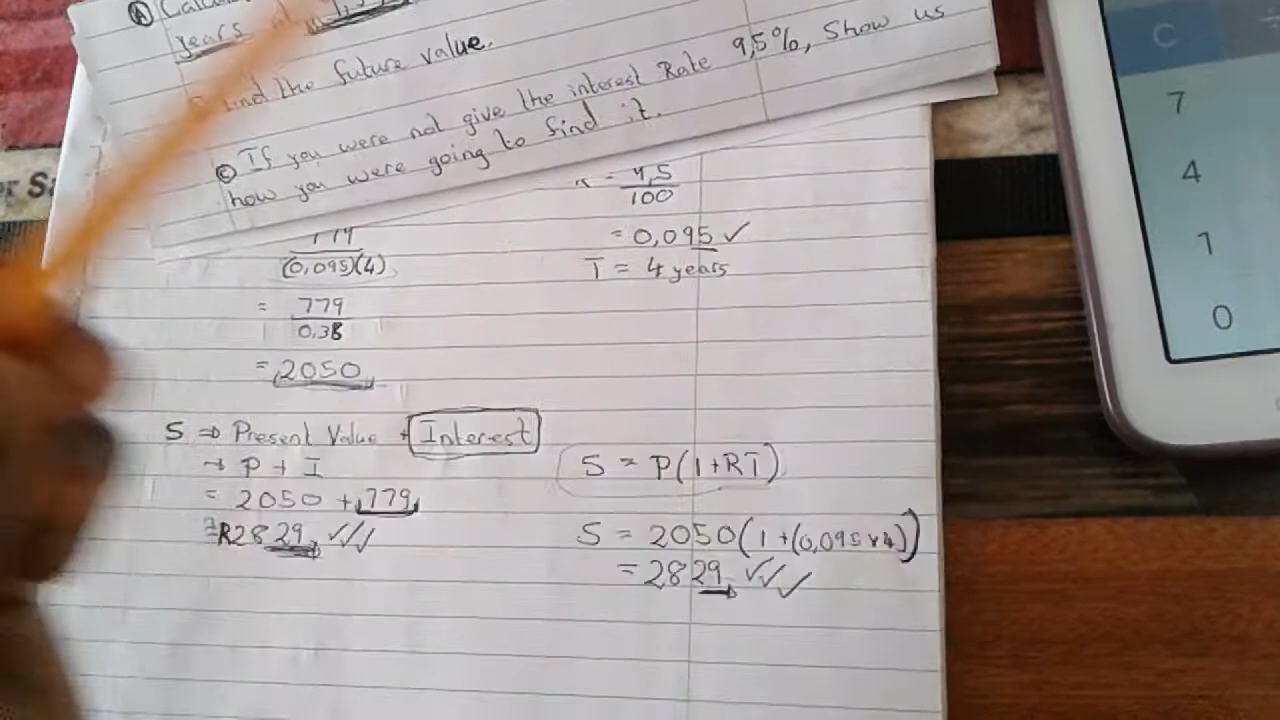 years
find the future value.
Ⓒ If you were not give the interest Rate 9,5%, Show us
how you were going to find it.
9,5
100
779
(0,095)(4)
= 0,095 ✓
T = 4 years
= 779
0,38
= 2050
S ⇒ Present Value + Interest
→ P + I
= 2050 + 779
= R2829 ✓✓✓
S = P(1+RT)
S = 2050(1+(0,095×4))
= 2829 ✓✓✓
C
7
4
1
0